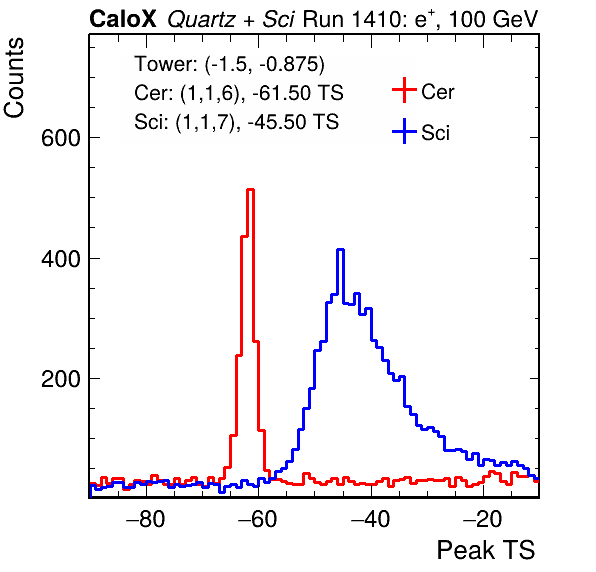 CaloX Quartz + Sci Run 1410: e+, 100 GeV
Counts
Tower: (-1.5, -0.875)
Cer: (1,1,6), -61.50 TS
Sci: (1,1,7), -45.50 TS
Cer
Sci
600
400
200
−80 −60 −40 −20
Peak TS